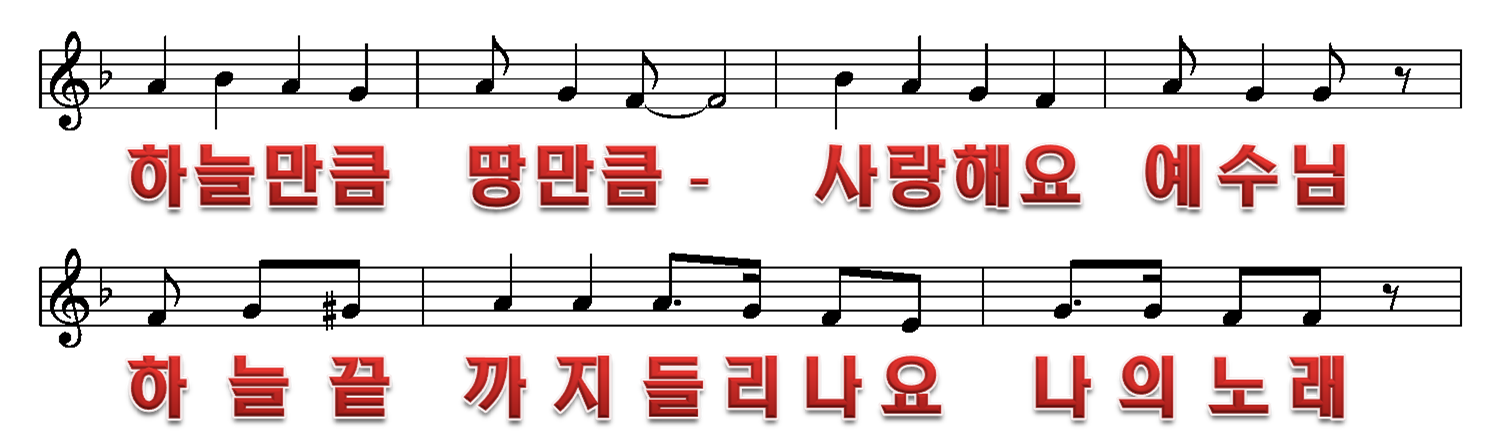 하늘만큼 땅만큼 - 사랑해요 예수님
하 늘 끝 까 지 들 리 나 요 나 의 노 래